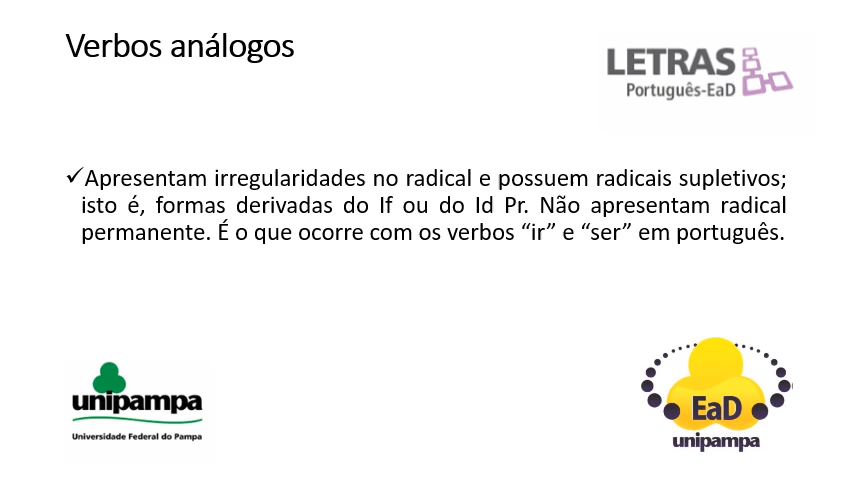 Verbos análogos
LETRAS
Português-EaD
✓Apresentam irregularidades no radical e possuem radicais supletivos;
isto é, formas derivadas do If ou do Id Pr. Não apresentam radical
permanente. É o que ocorre com os verbos “ir” e “ser” em português.
unipampa
Universidade Federal do Pampa
EaD
unipampa